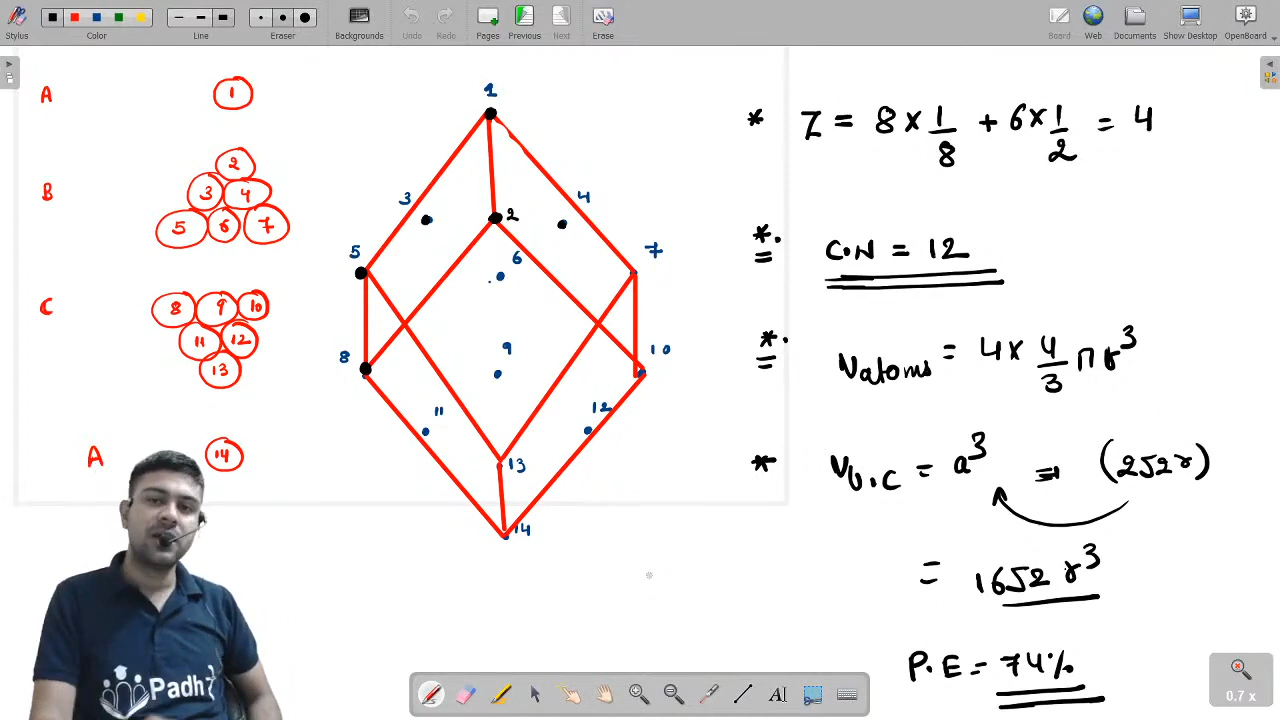 Stylus
Color
Line
Eraser
Backgrounds
Undo
Redo
Pages
Previous
Next
Erase
Board
Web
Documents
Show Desktop
OpenBoard
A
1
B
2
3 4
5 6 7
C
8 9 10
11 12
13
A
14
1
3
4
2
5
6
7
8
9
10
11
12
13
14
* Z = 8 × 1/8 + 6 × 1/2 = 4
*. C.N = 12
*. Vatoms = 4 × 4/3 π r³
* VU.C = a³ ⇒ (2√2 r)
= 16√2 r³
P.E = 74%
Padh
0.7 x